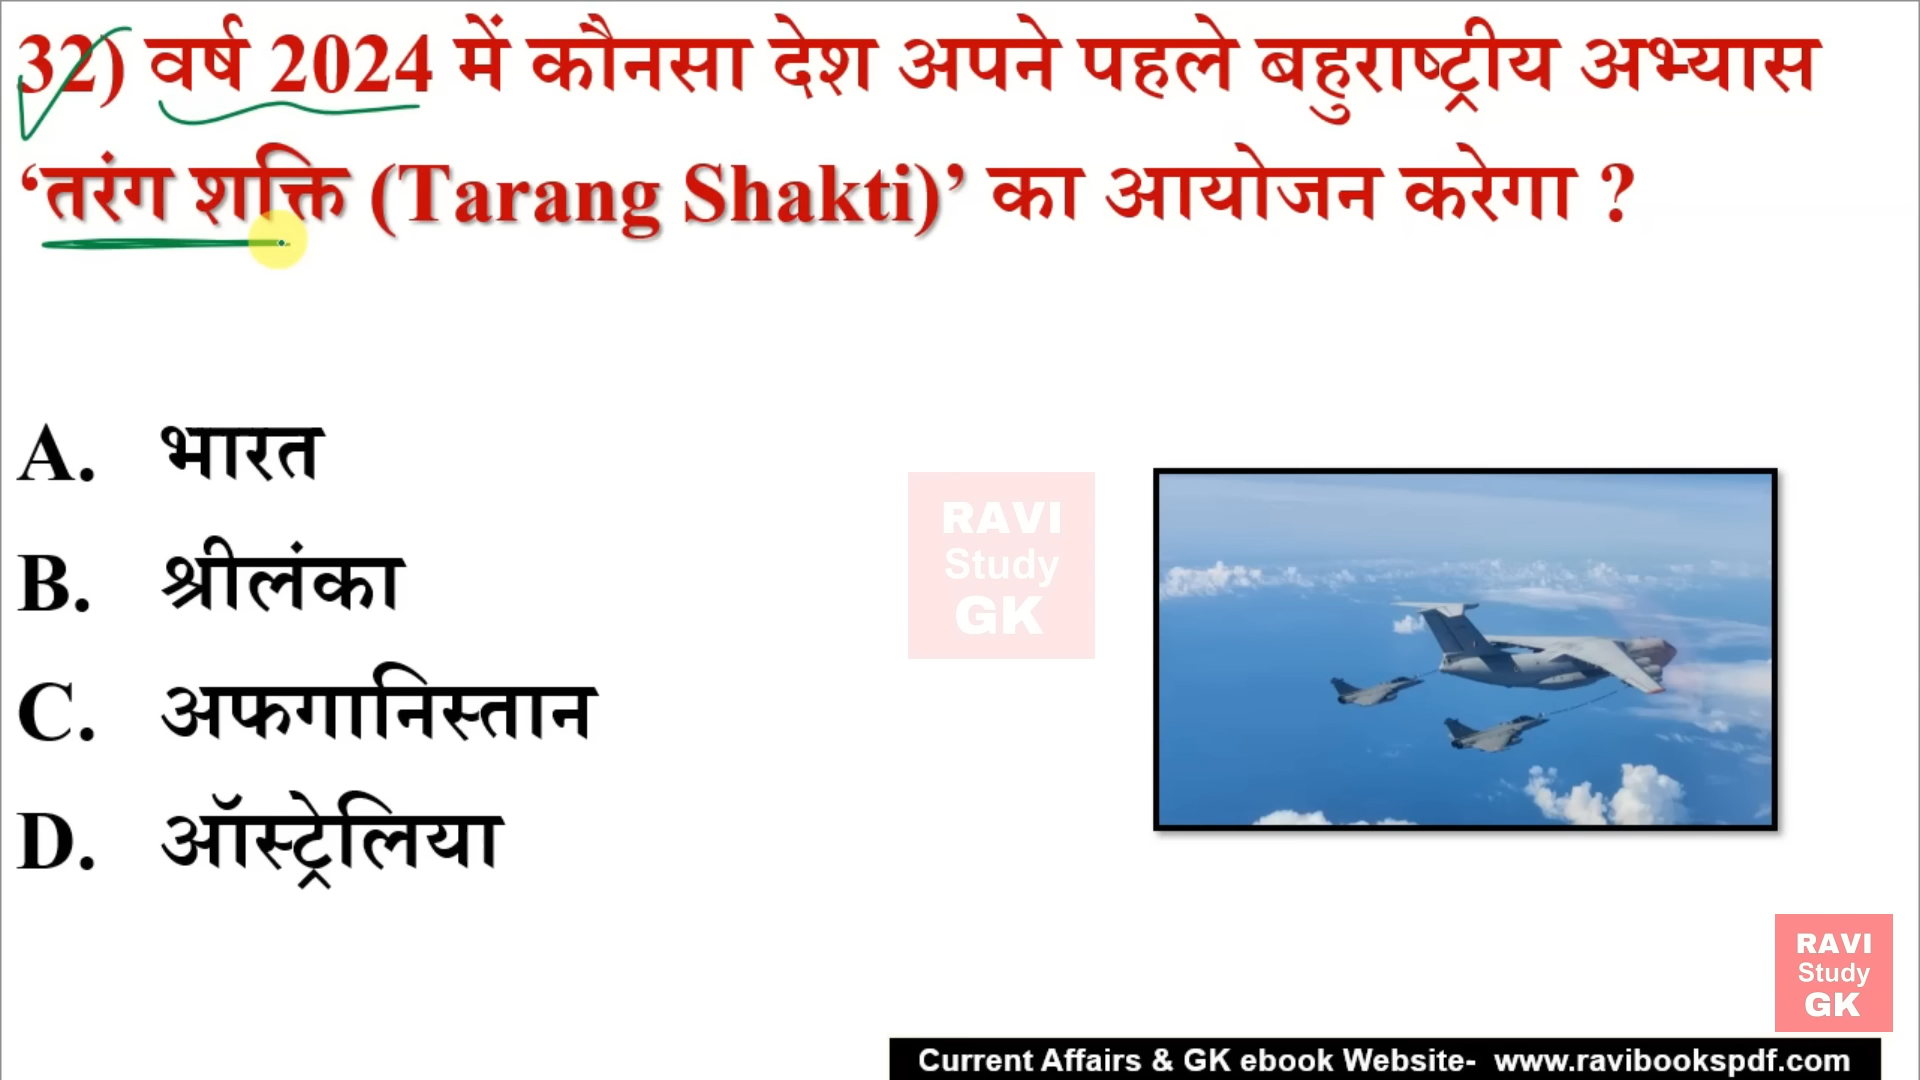 32) वर्ष 2024 में कौनसा देश अपने पहले बहुराष्ट्रीय अभ्यास
‘तरंग शक्ति (Tarang Shakti)’ का आयोजन करेगा ?
A. भारत
B. श्रीलंका
C. अफगानिस्तान
D. ऑस्ट्रेलिया
RAVI
Study
GK
RAVI
Study
GK
Current Affairs & GK ebook Website- www.ravibookspdf.com